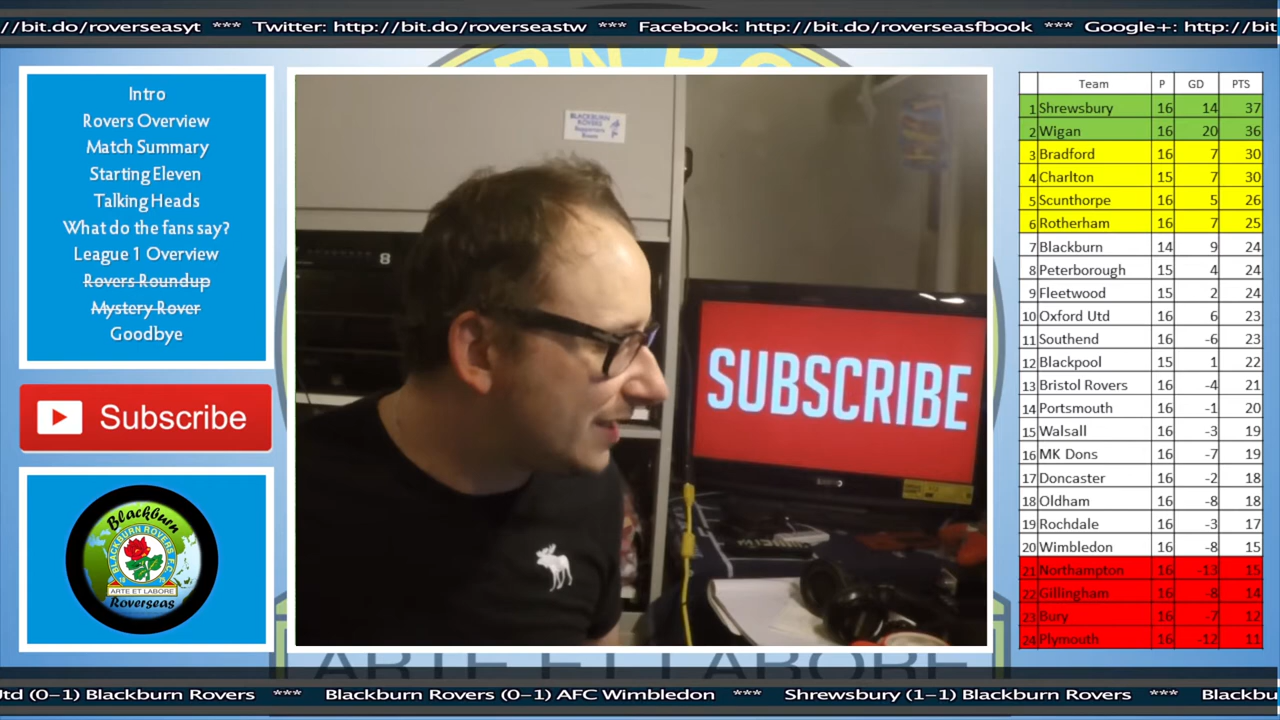 //bit.do/roverseasyt *** Twitter: http://bit.do/roverseastw *** Facebook: http://bit.do/roverseasfbook *** Google+: http://bit
Intro
Rovers Overview
Match Summary
Starting Eleven
Talking Heads
What do the fans say?
League 1 Overview
Rovers Roundup
Mystery Rover
Goodbye
Subscribe
Blackburn
BLACKBURN ROVERS F.C.
18 75
ARTE ET LABORE
Roverseas
BLACKBURN
ROVERS
8
SUBSCRIBE
Team P GD PTS
1 Shrewsbury 16 14 37
2 Wigan 16 20 36
3 Bradford 16 7 30
4 Charlton 15 7 30
5 Scunthorpe 16 5 26
6 Rotherham 16 7 25
7 Blackburn 14 9 24
8 Peterborough 15 4 24
9 Fleetwood 15 2 24
10 Oxford Utd 16 6 23
11 Southend 16 -6 23
12 Blackpool 15 1 22
13 Bristol Rovers 16 -4 21
14 Portsmouth 16 -1 20
15 Walsall 16 -3 19
16 MK Dons 16 -7 19
17 Doncaster 16 -2 18
18 Oldham 16 -8 18
19 Rochdale 16 -3 17
20 Wimbledon 16 -8 15
21 Northampton 16 -13 15
22 Gillingham 16 -8 14
23 Bury 16 -7 12
24 Plymouth 16 -12 11
ARTE ET LABORE
Utd (0-1) Blackburn Rovers *** Blackburn Rovers (0-1) AFC Wimbledon *** Shrewsbury (1-1) Blackburn Rovers *** Blackbu